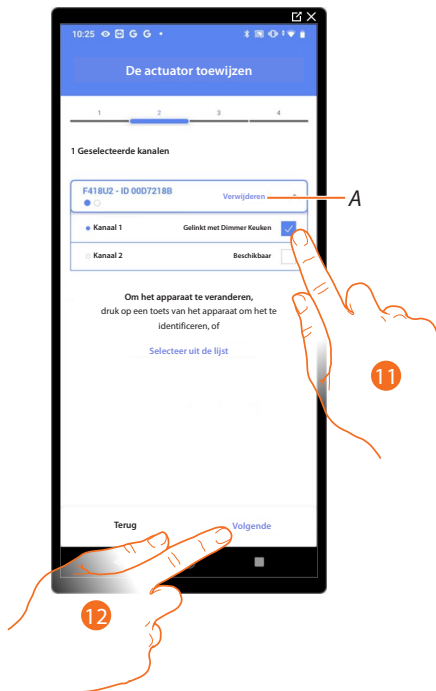 10:25 G G
De actuator toewijzen
1 2 3 4
1 Geselecteerde kanalen
F418U2 - ID 00D7218B Verwijderen
A
Kanaal 1 Gelinkt met Dimmer Keuken
Kanaal 2 Beschikbaar
Om het apparaat te veranderen,
druk op een toets van het apparaat om het te
identificeren, of
Selecteer uit de lijst
11
Terug Volgende
12